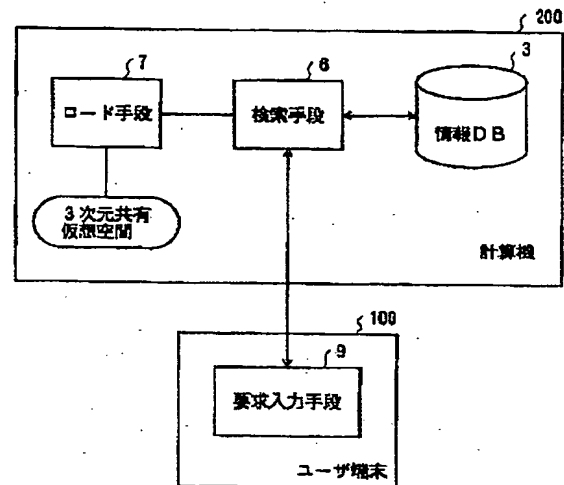 200
7
6
3
ロード手段
検索手段
情報DB
3次元共有
仮想空間
計算機
100
9
要求入力手段
ユーザ端末